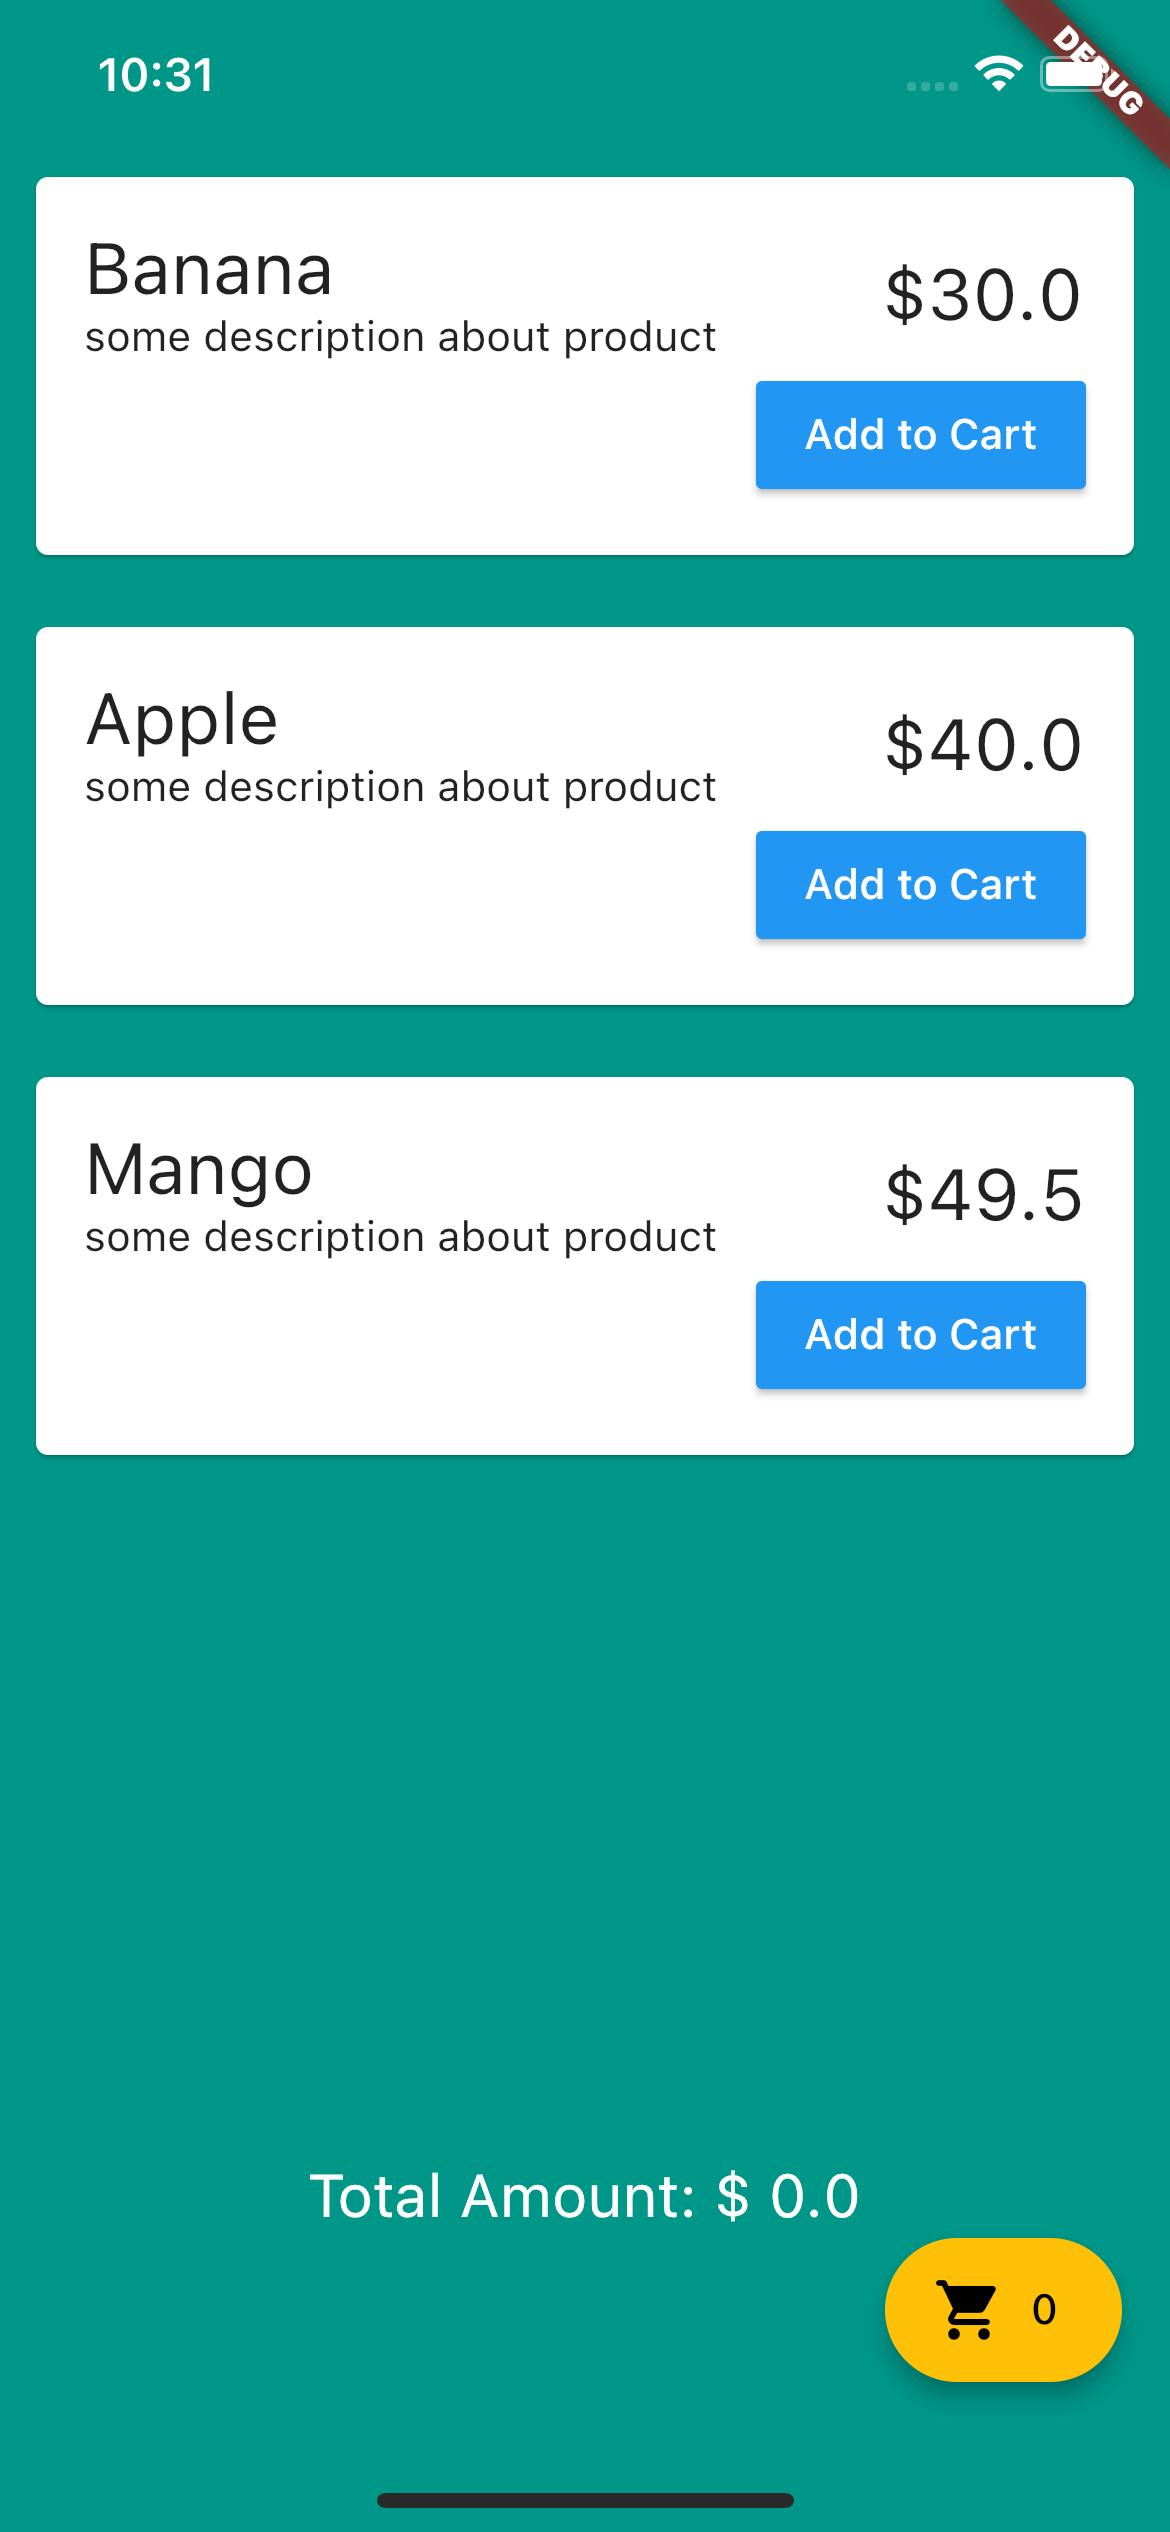 10:31
DEBUG
Banana
$30.0
some description about product
Add to Cart
Apple
$40.0
some description about product
Add to Cart
Mango
$49.5
some description about product
Add to Cart
Total Amount: $ 0.0
0